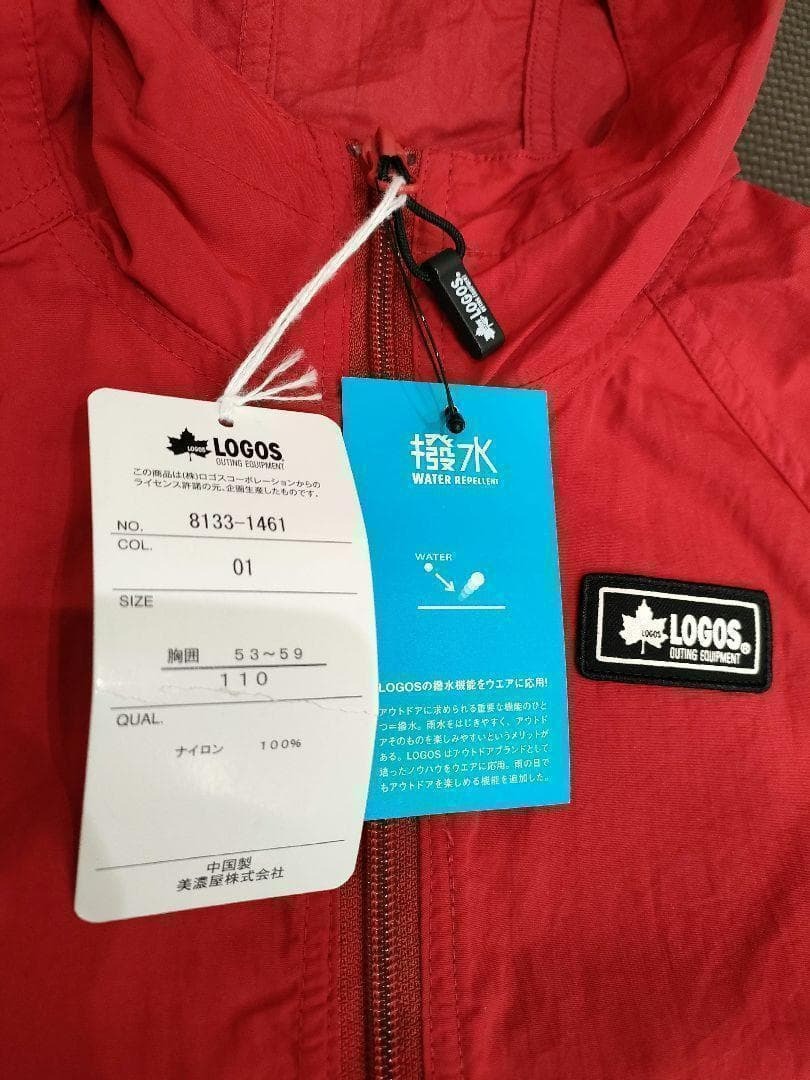 LOGOS®
OUTING EQUIPMENT
LOGOS
LOGOS
OUTING EQUIPMENT
この商品は(株)ロゴスコーポレーションからの
ライセンス許諾の元、企画生産したものです。
NO. 8133-1461
COL.
01
SIZE
胸囲 53～59
110
QUAL.
ナイロン 100%
中国製
美濃屋株式会社
撥水
WATER REPELLENT
WATER
LOGOSの撥水機能をウエアに応用!
アウトドアに求められる重要な機能のひと
つ＝撥水。雨水をはじきやすく、アウトド
アそのものを楽しみやすいというメリットが
ある。LOGOSはアウトドアブランドとして
培ったノウハウをウエアに応用。雨の日で
もアウトドアを楽しめる機能を追加した。
LOGOS
LOGOS®
OUTING EQUIPMENT